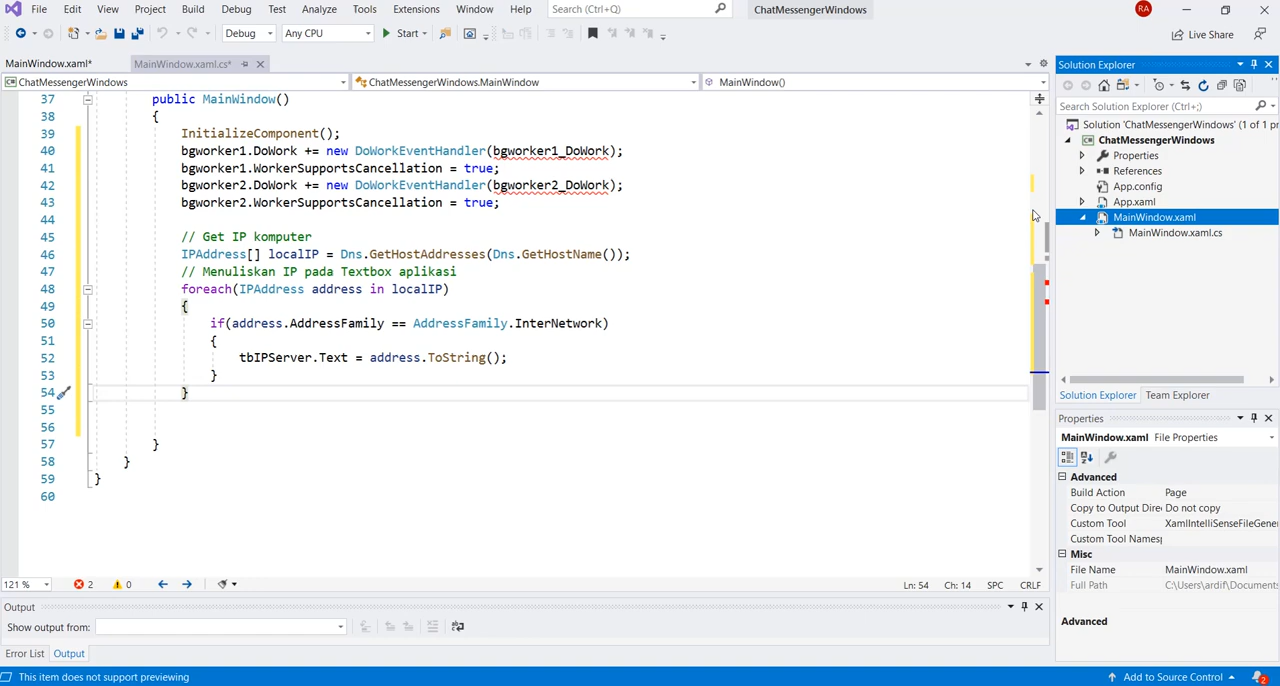 File Edit View Project Build Debug Test Analyze Tools Extensions Window Help Search (Ctrl+Q) ChatMessengerWindows RA
Debug Any CPU Start Live Share
MainWindow.xaml* MainWindow.xaml.cs*
ChatMessengerWindows ChatMessengerWindows.MainWindow MainWindow()
37 public MainWindow()
38 {
39 InitializeComponent();
40 bgworker1.DoWork += new DoWorkEventHandler(bgworker1_DoWork);
41 bgworker1.WorkerSupportsCancellation = true;
42 bgworker2.DoWork += new DoWorkEventHandler(bgworker2_DoWork);
43 bgworker2.WorkerSupportsCancellation = true;
44
45 // Get IP komputer
46 IPAddress[] localIP = Dns.GetHostAddresses(Dns.GetHostName());
47 // Menuliskan IP pada Textbox aplikasi
48 foreach(IPAddress address in localIP)
49 {
50 if(address.AddressFamily == AddressFamily.InterNetwork)
51 {
52 tbIPServer.Text = address.ToString();
53 }
54 }
55
56
57 }
58 }
59 }
60
121 % 2 0 Ln: 54 Ch: 14 SPC CRLF
Output
Show output from:
Error List Output
Solution Explorer
Search Solution Explorer (Ctrl+;)
Solution 'ChatMessengerWindows' (1 of 1 p
ChatMessengerWindows
Properties
References
App.config
App.xaml
MainWindow.xaml
MainWindow.xaml.cs
Solution Explorer Team Explorer
Properties
MainWindow.xaml File Properties
Advanced
Build Action Page
Copy to Output Dire Do not copy
Custom Tool XamlIntelliSenseFileGene
Custom Tool Namesp
Misc
File Name MainWindow.xaml
Full Path C:\Users\ardif\Documents
Advanced
This item does not support previewing Add to Source Control 2